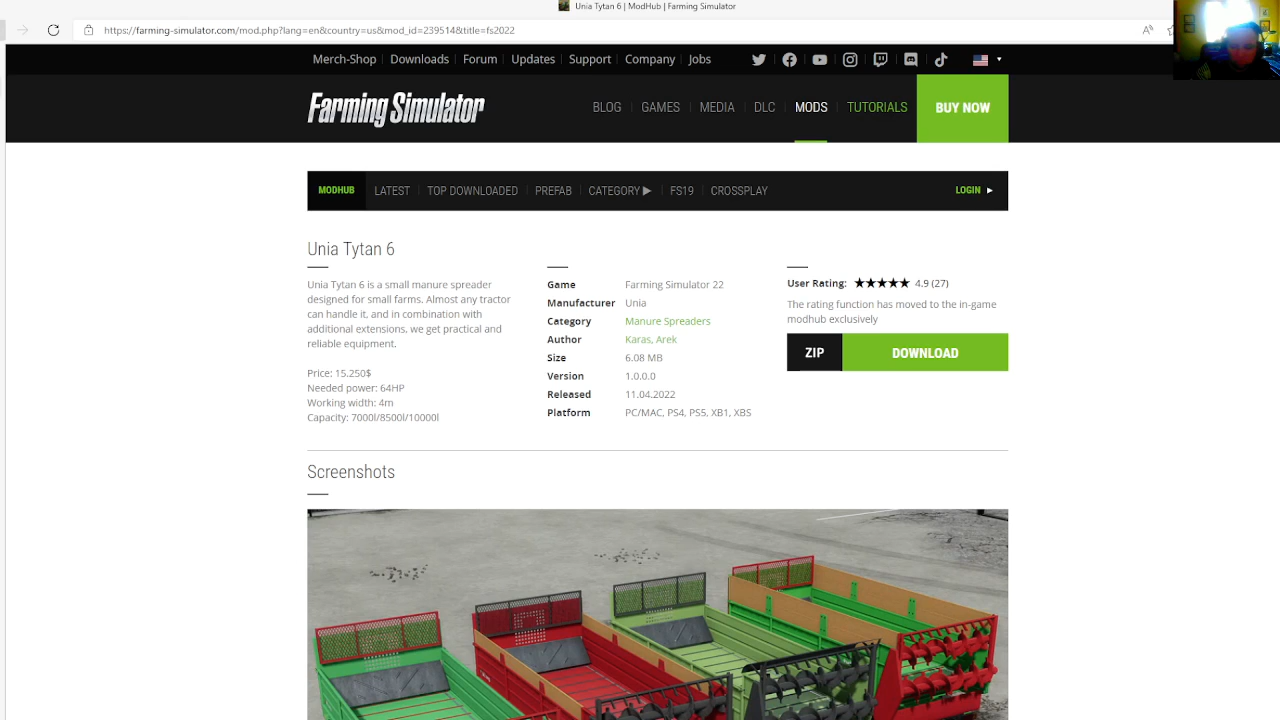 Unia Tytan 6 | ModHub | Farming Simulator
https://farming-simulator.com/mod.php?lang=en&country=us&mod_id=239514&title=fs2022
Merch-Shop Downloads Forum Updates Support Company Jobs
Farming Simulator
BLOG GAMES MEDIA DLC MODS TUTORIALS BUY NOW
MODHUB LATEST TOP DOWNLOADED PREFAB CATEGORY FS19 CROSSPLAY LOGIN
Unia Tytan 6
Unia Tytan 6 is a small manure spreader
designed for small farms. Almost any tractor
can handle it, and in combination with
additional extensions, we get practical and
reliable equipment.
Price: 15.250$
Needed power: 64HP
Working width: 4m
Capacity: 7000l/8500l/10000l
Game Farming Simulator 22
Manufacturer Unia
Category Manure Spreaders
Author Karas, Arek
Size 6.08 MB
Version 1.0.0.0
Released 11.04.2022
Platform PC/MAC, PS4, PS5, XB1, XBS
User Rating: 4.9 (27)
The rating function has moved to the in-game
modhub exclusively
ZIP DOWNLOAD
Screenshots